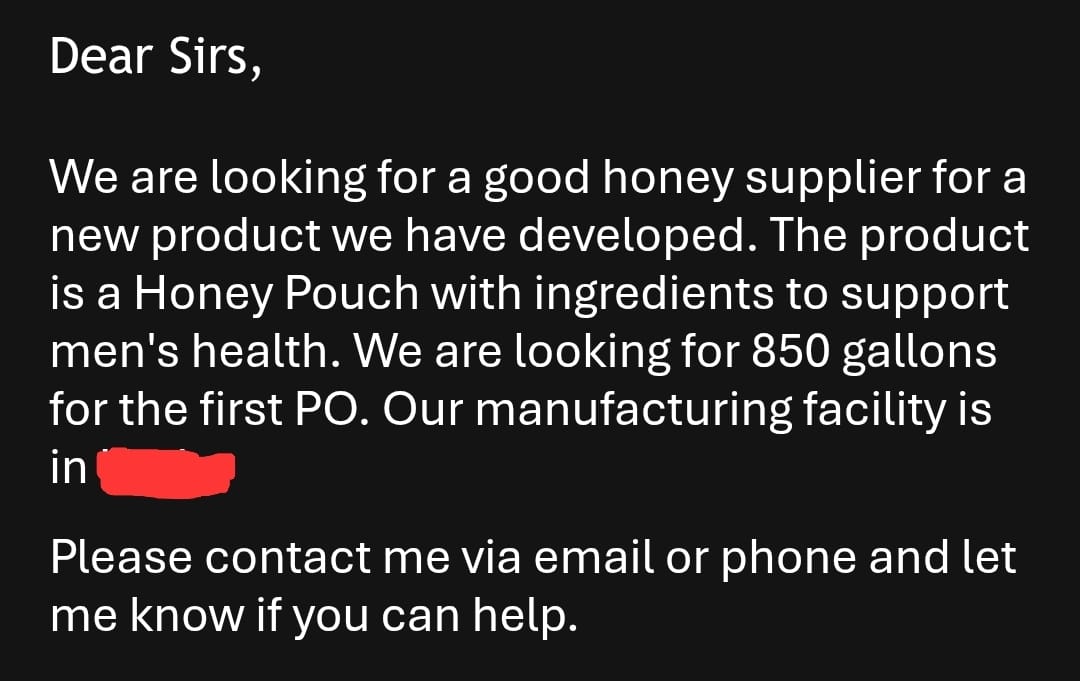 Dear Sirs,
We are looking for a good honey supplier for a
new product we have developed. The product
is a Honey Pouch with ingredients to support
men's health. We are looking for 850 gallons
for the first PO. Our manufacturing facility is
in
Please contact me via email or phone and let
me know if you can help.